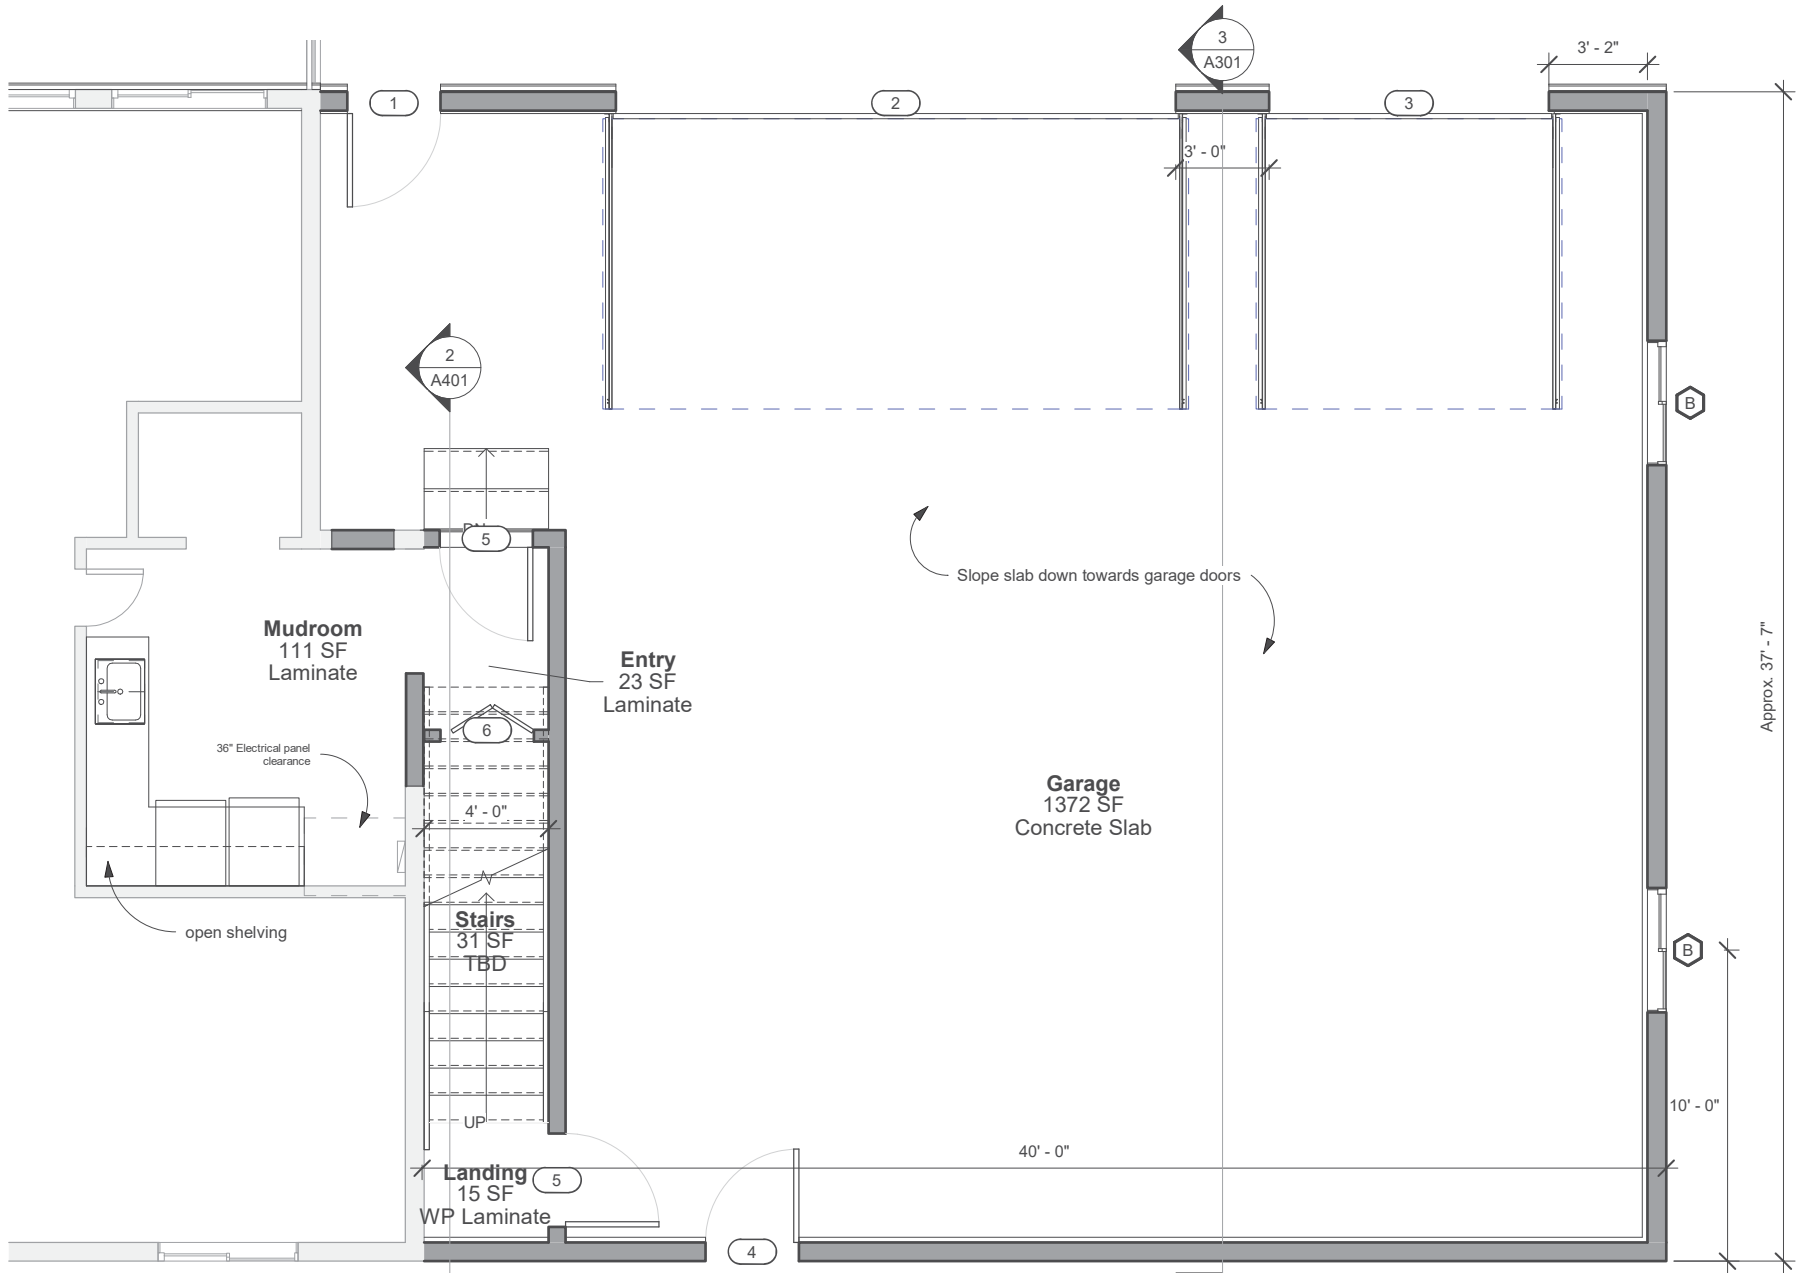 3
A301
3' - 2"
1
2
3
3' - 0"
2
A401
B
5
Slope slab down towards garage doors
Mudroom
111 SF
Laminate
Entry
23 SF
Laminate
Approx. 37' - 7"
6
36" Electrical panel
clearance
Garage
1372 SF
Concrete Slab
4' - 0"
open shelving
Stairs
31 SF
TBD
B
UP
10' - 0"
40' - 0"
Landing
15 SF
WP Laminate
5
4